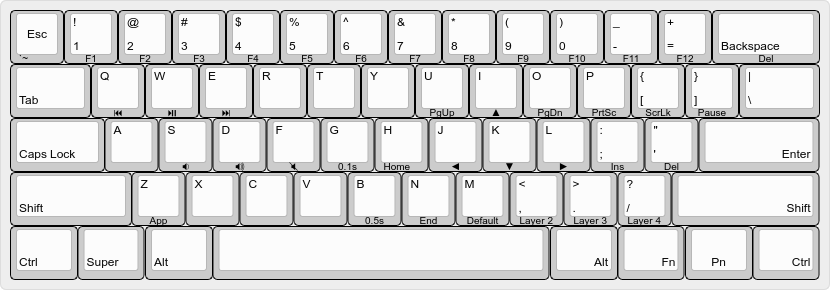 Esc ! @ # $ % ^ & * ( ) _ +
1 2 3 4 5 6 7 8 9 0 - = Backspace
`~ F1 F2 F3 F4 F5 F6 F7 F8 F9 F10 F11 F12 Del
Q W E R T Y U I O P { } |
Tab [ ] \
⏮ ⏯ ⏭ PgUp ▲ PgDn PrtSc ScrLk Pause
A S D F G H J K L : "
Caps Lock ; ' Enter
🔉 🔊 🔇 0.1s Home ◀ ▼ ▶ Ins Del
Z X C V B N M < > ?
Shift , . / Shift
App 0.5s End Default Layer 2 Layer 3 Layer 4
Ctrl Super Alt Alt Fn Pn Ctrl